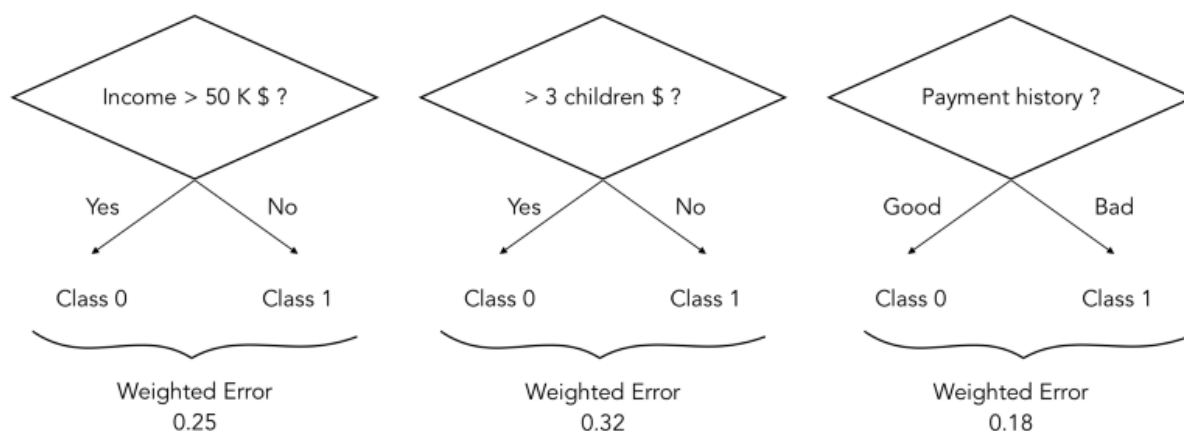 Income > 50 K $ ?
> 3 children $ ?
Payment history ?
Yes
No
Yes
No
Good
Bad
Class 0
Class 1
Class 0
Class 1
Class 0
Class 1
Weighted Error
0.25
Weighted Error
0.32
Weighted Error
0.18